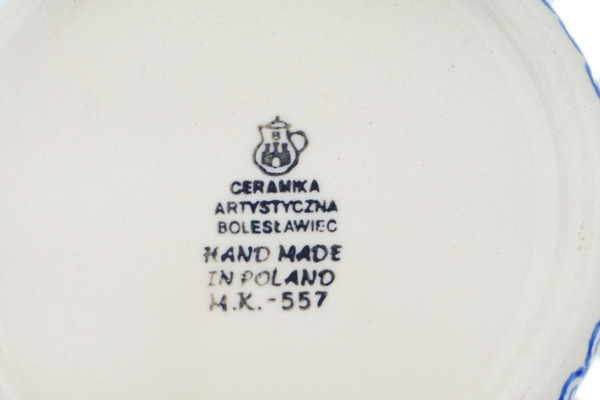 B
CERAMIKA
ARTYSTYCZNA
BOLESŁAWIEC
HAND MADE
IN POLAND
M.K.-557